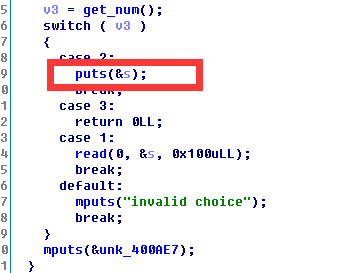 5 v3 = get_num();
6 switch ( v3 )
7 {
8 case 2:
9 puts(&s);
0 break;
1 case 3:
2 return 0LL;
3 case 1:
4 read(0, &s, 0x100uLL);
5 break;
6 default:
7 mputs("invalid choice");
8 break;
9 }
0 mputs(&unk_400AE7);
1 }